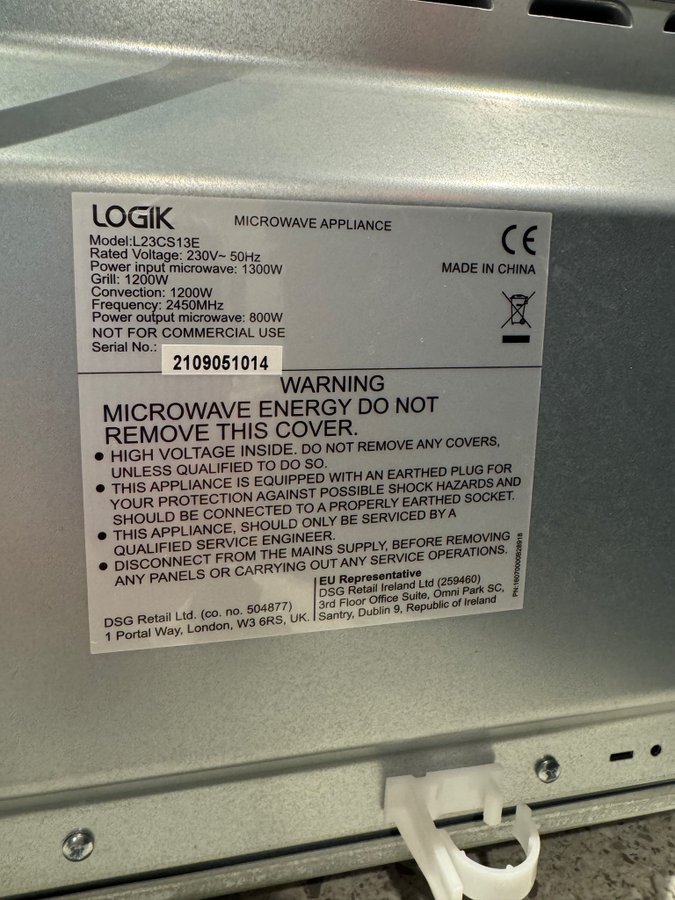 LOGIK
MICROWAVE APPLIANCE
Model:L23CS13E
Rated Voltage: 230V~ 50Hz
Power input microwave: 1300W
Grill: 1200W
Convection: 1200W
Frequency: 2450MHz
Power output microwave: 800W
NOT FOR COMMERCIAL USE
Serial No.: 2109051014
CE
MADE IN CHINA
WARNING
MICROWAVE ENERGY DO NOT
REMOVE THIS COVER.
● HIGH VOLTAGE INSIDE. DO NOT REMOVE ANY COVERS,
UNLESS QUALIFIED TO DO SO.
● THIS APPLIANCE IS EQUIPPED WITH AN EARTHED PLUG FOR
YOUR PROTECTION AGAINST POSSIBLE SHOCK HAZARDS AND
SHOULD BE CONNECTED TO A PROPERLY EARTHED SOCKET.
● THIS APPLIANCE, SHOULD ONLY BE SERVICED BY A
QUALIFIED SERVICE ENGINEER.
● DISCONNECT FROM THE MAINS SUPPLY, BEFORE REMOVING
ANY PANELS OR CARRYING OUT ANY SERVICE OPERATIONS.
DSG Retail Ltd. (co. no. 504877)
1 Portal Way, London, W3 6RS, UK.
EU Representative
DSG Retail Ireland Ltd (259460)
3rd Floor Office Suite, Omni Park SC,
Santry, Dublin 9, Republic of Ireland